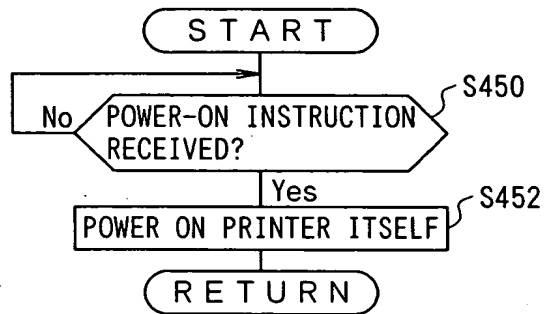 START
S450
No
POWER-ON INSTRUCTION
RECEIVED?
Yes
S452
POWER ON PRINTER ITSELF
RETURN